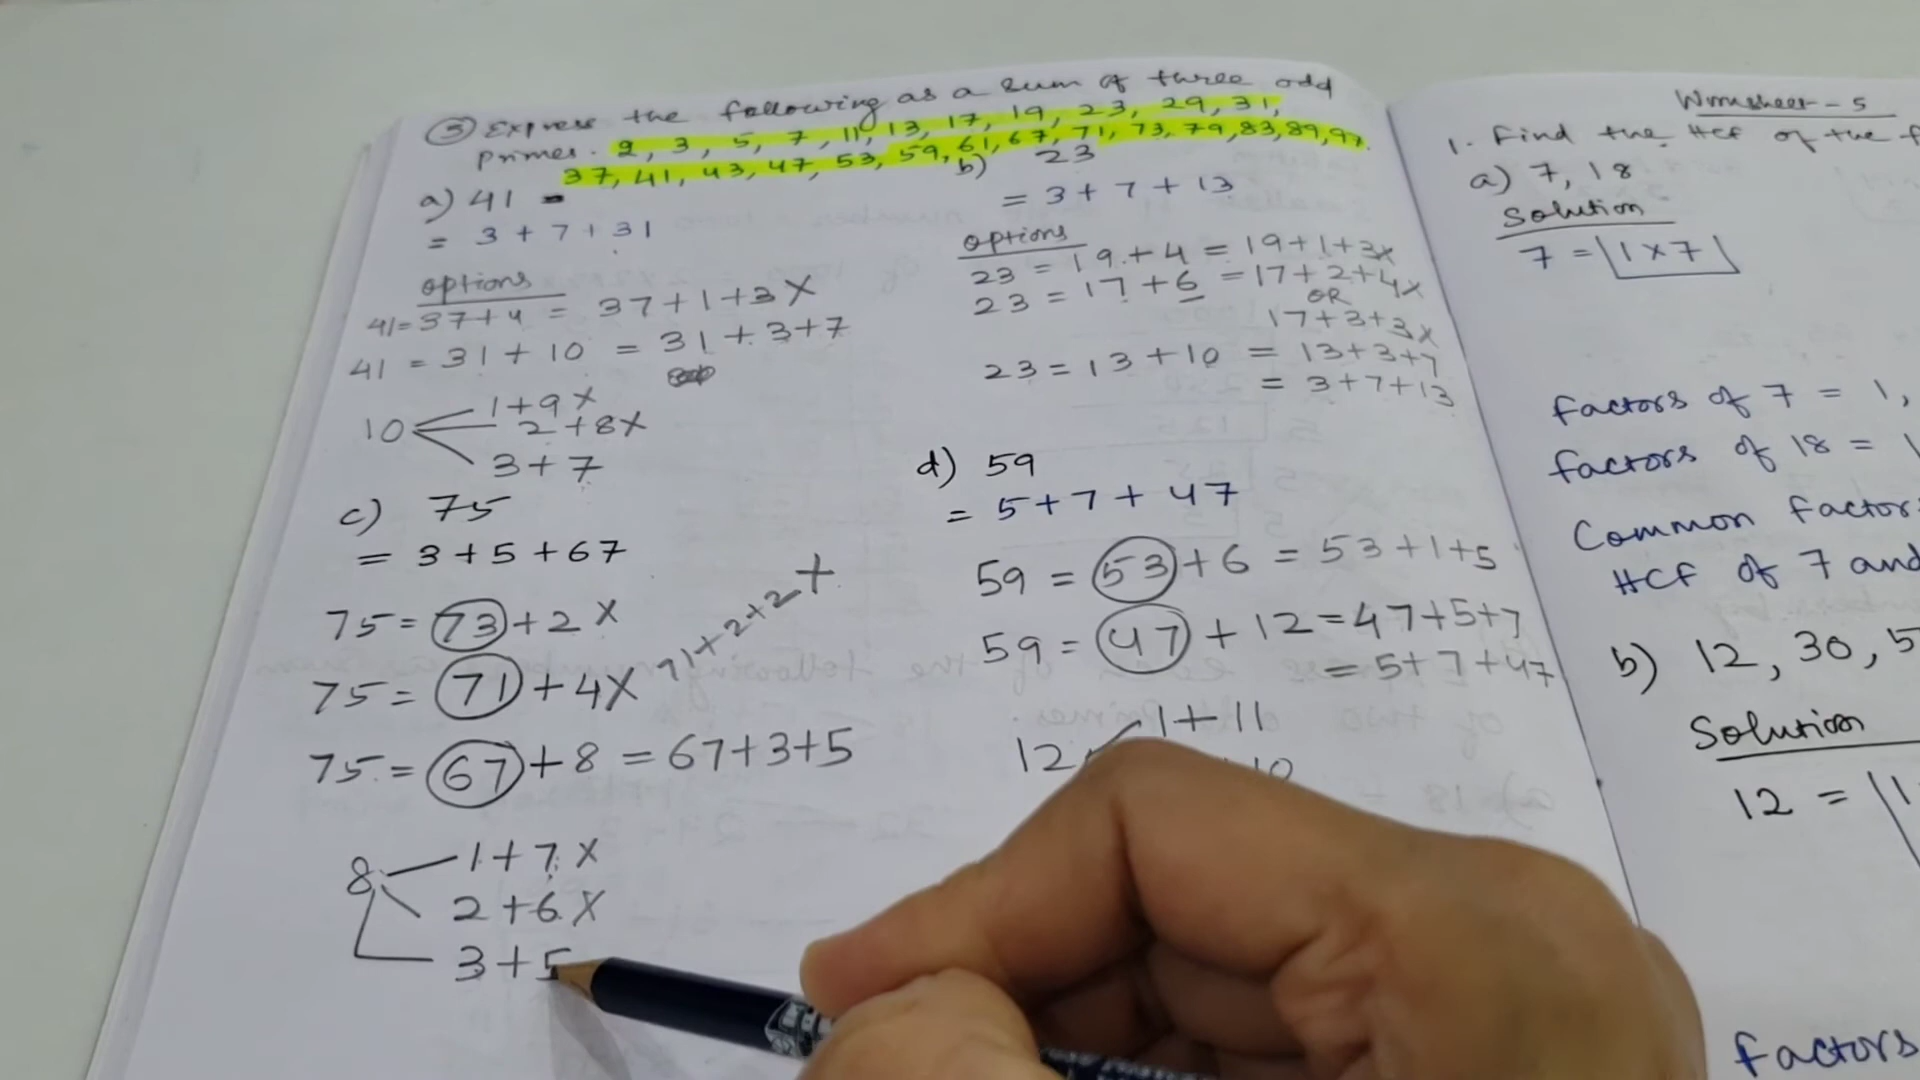 ③ Express the following as a sum of three odd
primes. 2, 3, 5, 7, 11, 13, 17, 19, 23, 29, 31,
37, 41, 43, 47, 53, 59, 61, 67, 71, 73, 79, 83, 89, 97.
a) 41
= 3 + 7 + 31
options
41 = 37 + 4 = 37 + 1 + 3 X
41 = 31 + 10 = 31 + 3 + 7
10
1 + 9 X
2 + 8 X
3 + 7
b) 23
= 3 + 7 + 13
options
23 = 19 + 4 = 19 + 1 + 3 X
23 = 17 + 6 = 17 + 2 + 4 X
OR
17 + 3 + 3 X
23 = 13 + 10 = 13 + 3 + 7
= 3 + 7 + 13
c) 75
= 3 + 5 + 67
75 = 73 + 2 X
75 = 71 + 4 X 71 + 2 + 2 +
75 = 67 + 8 = 67 + 3 + 5
8
1 + 7 X
2 + 6 X
3 + 5
d) 59
= 5 + 7 + 47
59 = 53 + 6 = 53 + 1 + 5
59 = 47 + 12 = 47 + 5 + 7
= 5 + 7 + 47
12
1 + 11
+ 10
Worksheet - 5
1. Find the HCF of the
a) 7, 18
Solution
7 = 1 x 7
Factors of 7 = 1,
Factors of 18 =
Common Factor
HCF of 7 and
b) 12, 30, 5
Solution
12 = 1
Factors